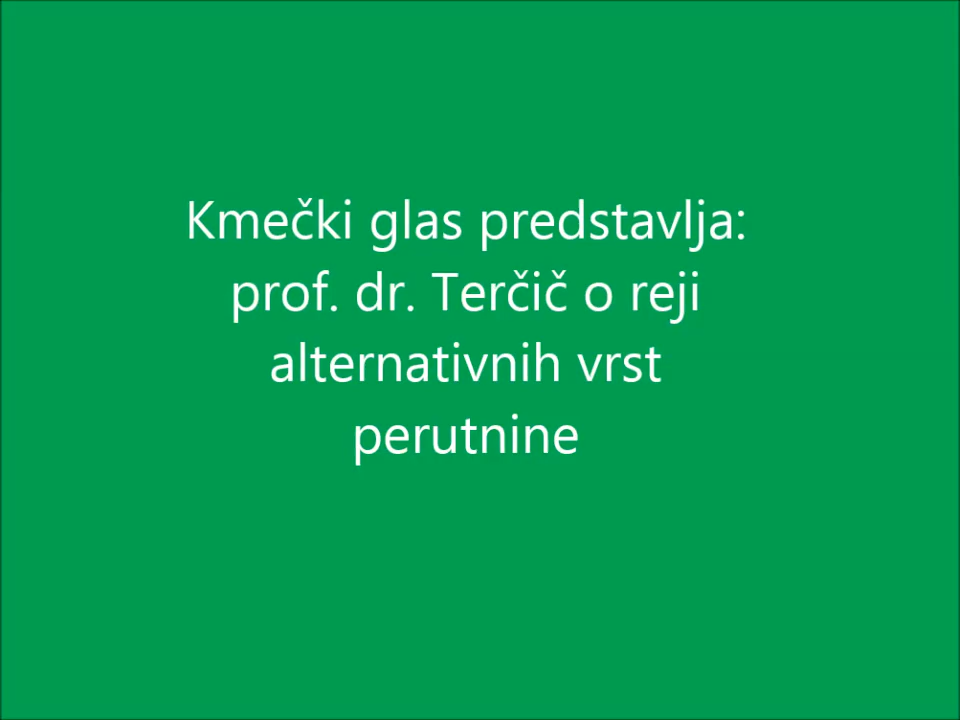 Kmečki glas predstavlja:
prof. dr. Terčič o reji
alternativnih vrst
perutnine